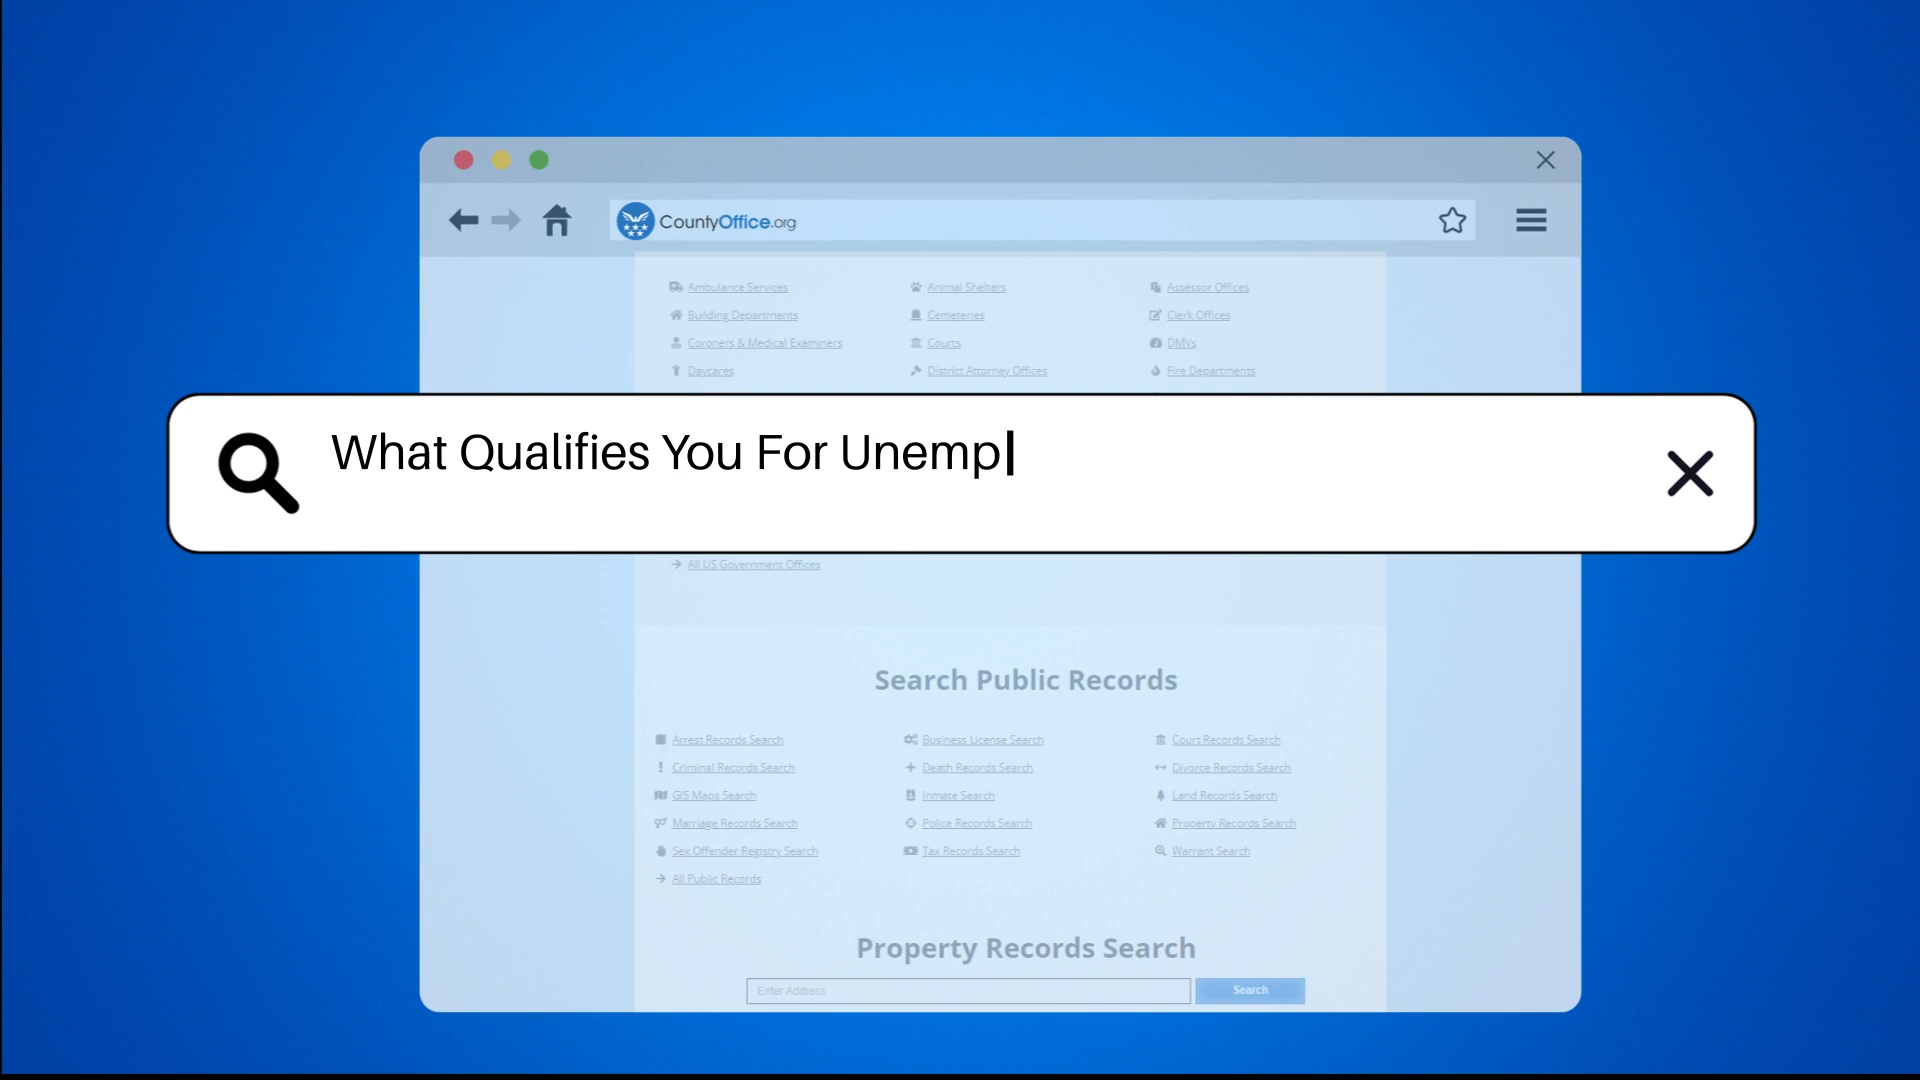 CountyOffice.org
Ambulance Services Animal Shelters Assessor Offices
Building Departments Cemeteries Clerk Offices
Coroners & Medical Examiners Courts DMVs
Daycares District Attorney Offices Fire Departments
What Qualifies You For Unemp
All US Government Offices
Search Public Records
Arrest Records Search Business License Search Court Records Search
Criminal Records Search Death Records Search Divorce Records Search
GIS Maps Search Inmate Search Land Records Search
Marriage Records Search Police Records Search Property Records Search
Sex Offender Registry Search Tax Records Search Warrant Search
All Public Records
Property Records Search
Enter Address Search